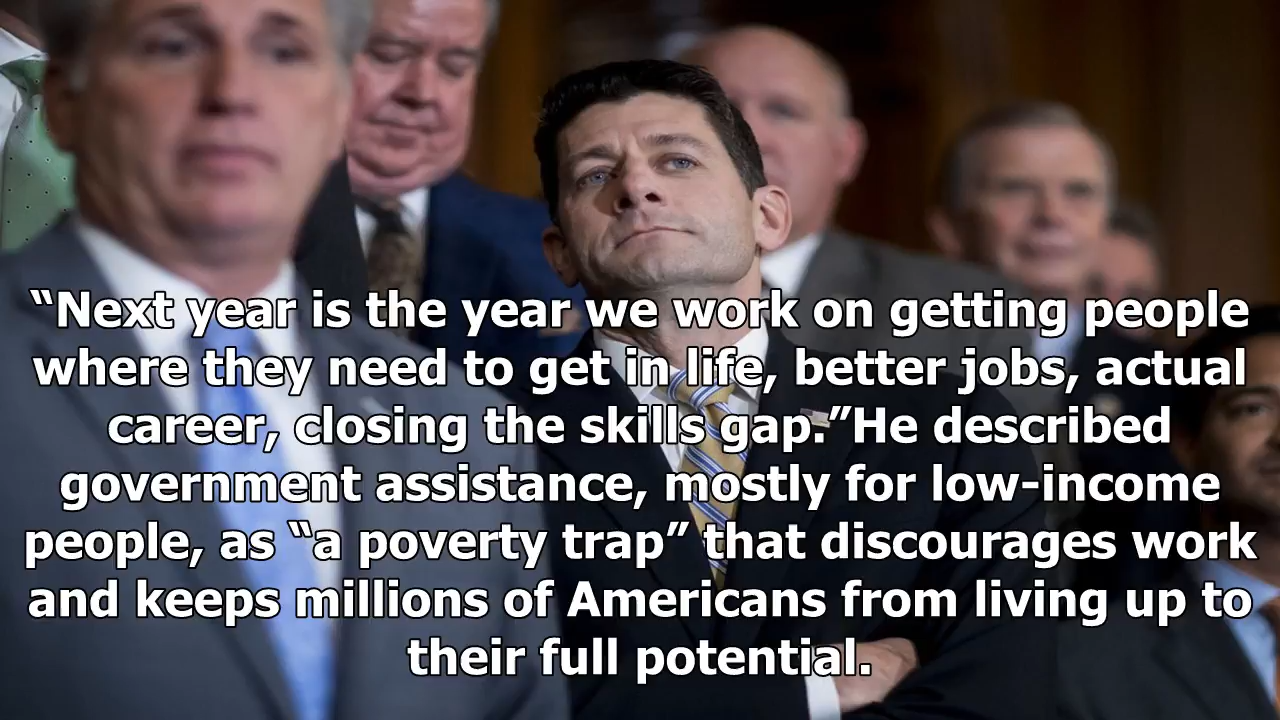 “Next year is the year we work on getting people
where they need to get in life, better jobs, actual
career, closing the skills gap.”He described
government assistance, mostly for low-income
people, as “a poverty trap” that discourages work
and keeps millions of Americans from living up to
their full potential.